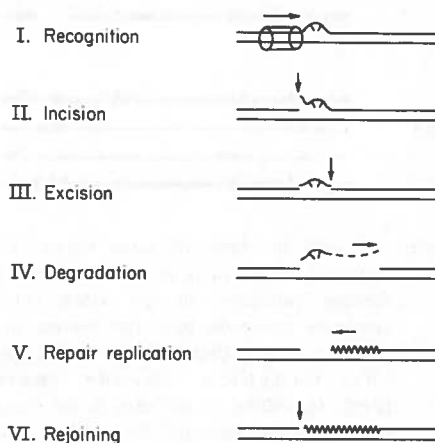 I. Recognition
II. Incision
III. Excision
IV. Degradation
V. Repair replication
VI. Rejoining